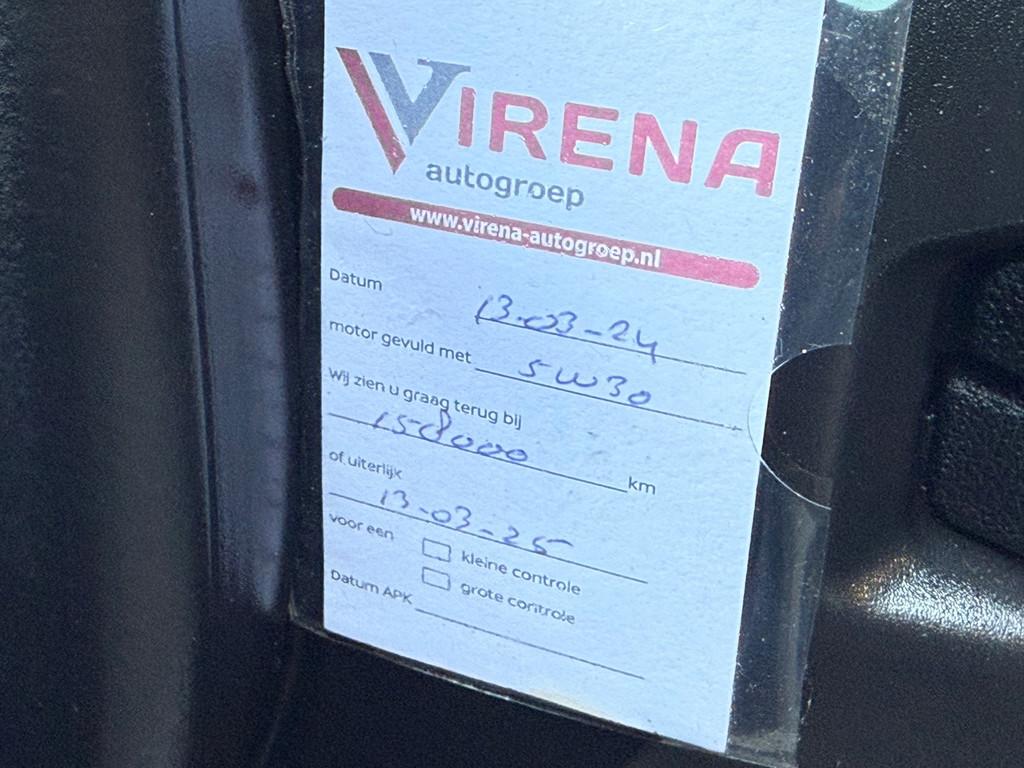 VIRENA
autogroep
www.virena-autogroep.nl
Datum 13-03-24
motor gevuld met 5W30
Wij zien u graag terug bij
158000 km
of uiterlijk
13-03-25
voor een kleine controle
grote controle
Datum APK